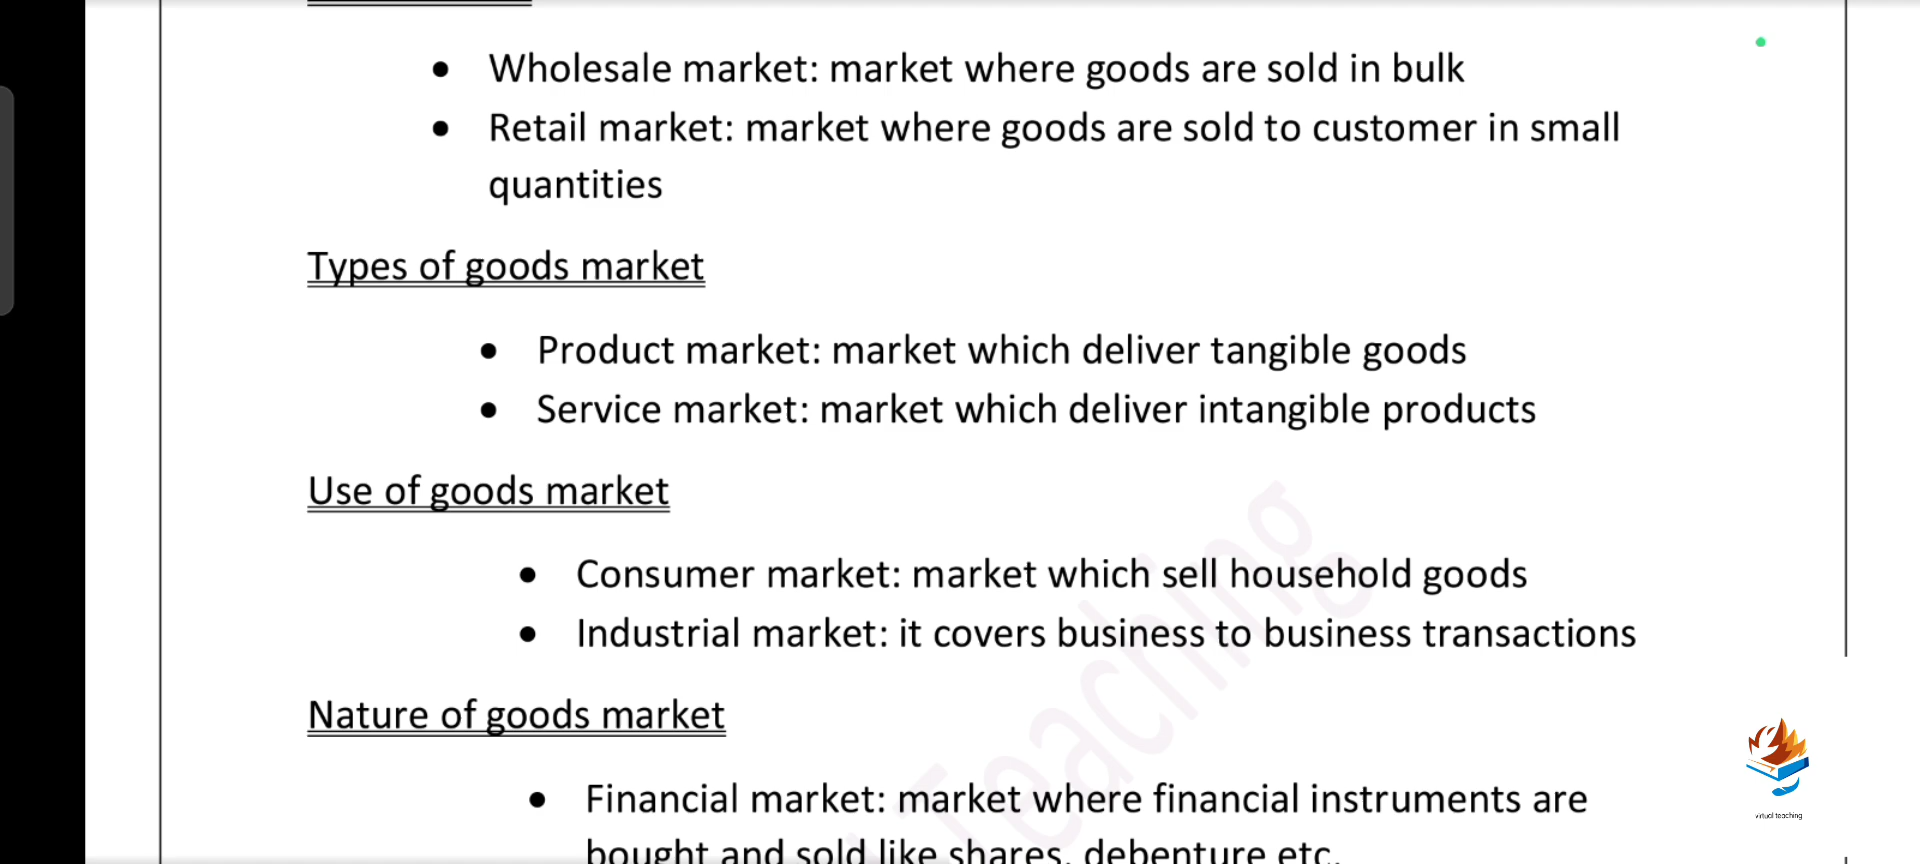 • Wholesale market: market where goods are sold in bulk
• Retail market: market where goods are sold to customer in small
quantities
Types of goods market
• Product market: market which deliver tangible goods
• Service market: market which deliver intangible products
Use of goods market
• Consumer market: market which sell household goods
• Industrial market: it covers business to business transactions
Nature of goods market
• Financial market: market where financial instruments are
bought and sold like shares, debenture etc.
Teaching
virtual teaching